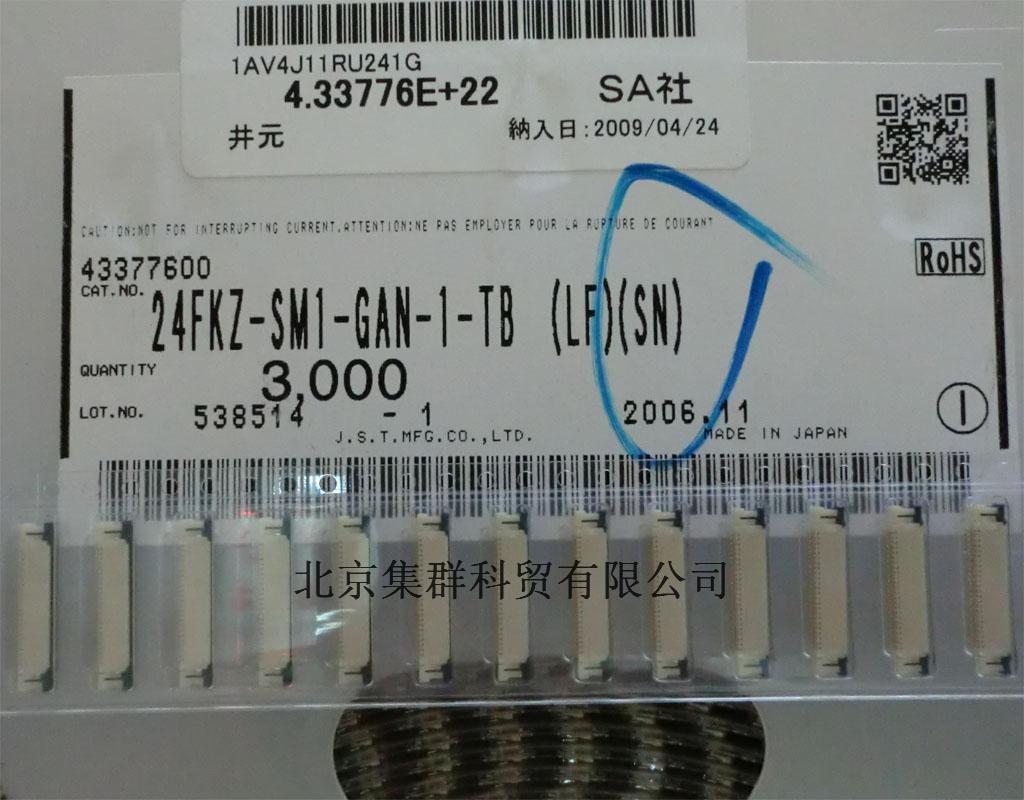 1AV4J11RU241G
4.33776E+22 SA社
井元 納入日:2009/04/24
CAUTION:NOT FOR INTERRUPTING CURRENT.ATTENTION:NE PAS EMPLOYER POUR LA RUPTURE DE COURANT
43377600
RoHS
CAT.NO. 24FKZ-SM1-GAN-1-TB (LF)(SN)
QUANTITY 3,000
LOT.NO. 538514 - 1 2006.11
J.S.T.MFG.CO.,LTD. MADE IN JAPAN
北京集群科贸有限公司